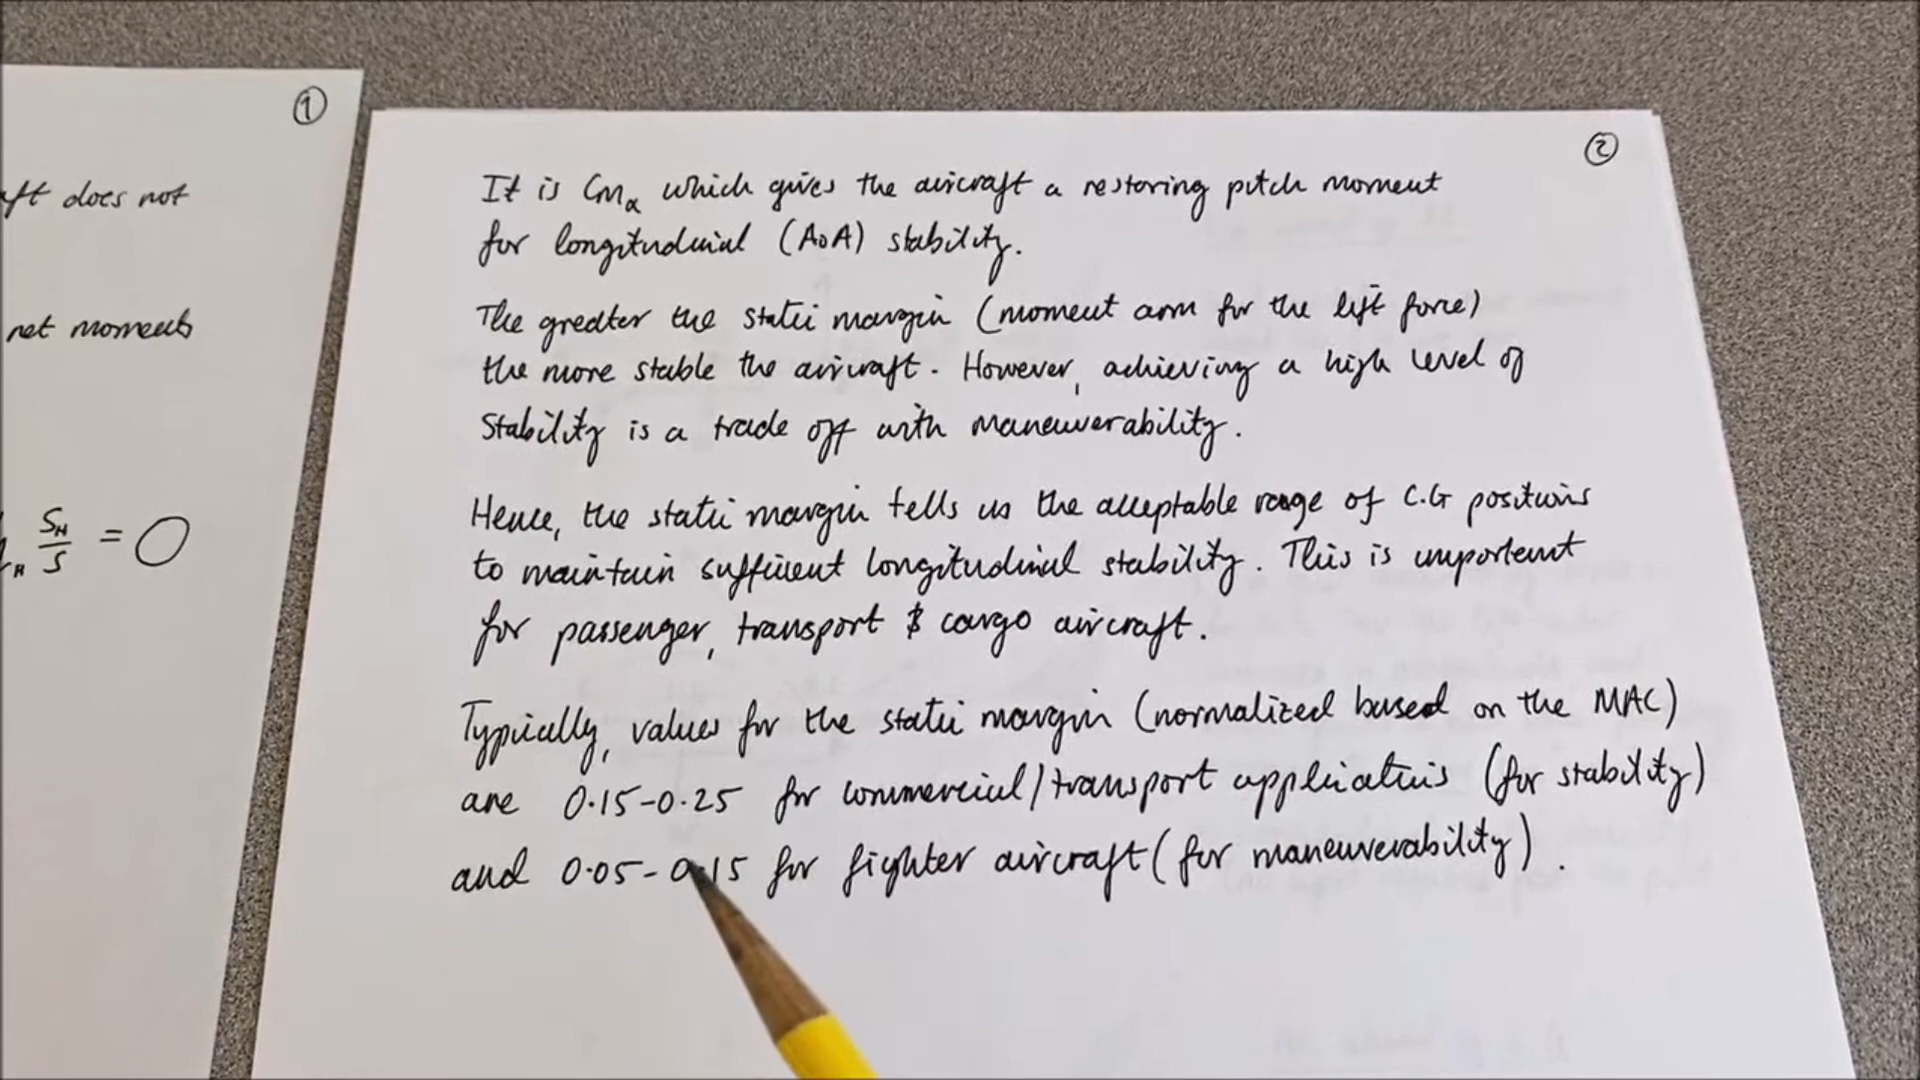 ①
ft does not
net moments
S_H
S
= 0
②
It is Cmα which gives the aircraft a restoring pitch moment
for longitudinal (AoA) stability.
The greater the static margin (moment arm for the lift force)
the more stable the aircraft. However, achieving a high level of
stability is a trade off with maneuverability.
Hence, the static margin tells us the acceptable range of C.G positions
to maintain sufficient longitudinal stability. This is important
for passenger, transport & cargo aircraft.
Typically, values for the static margin (normalized based on the MAC)
are 0.15-0.25 for commercial/transport applications (for stability)
and 0.05-0.15 for fighter aircraft (for maneuverability).